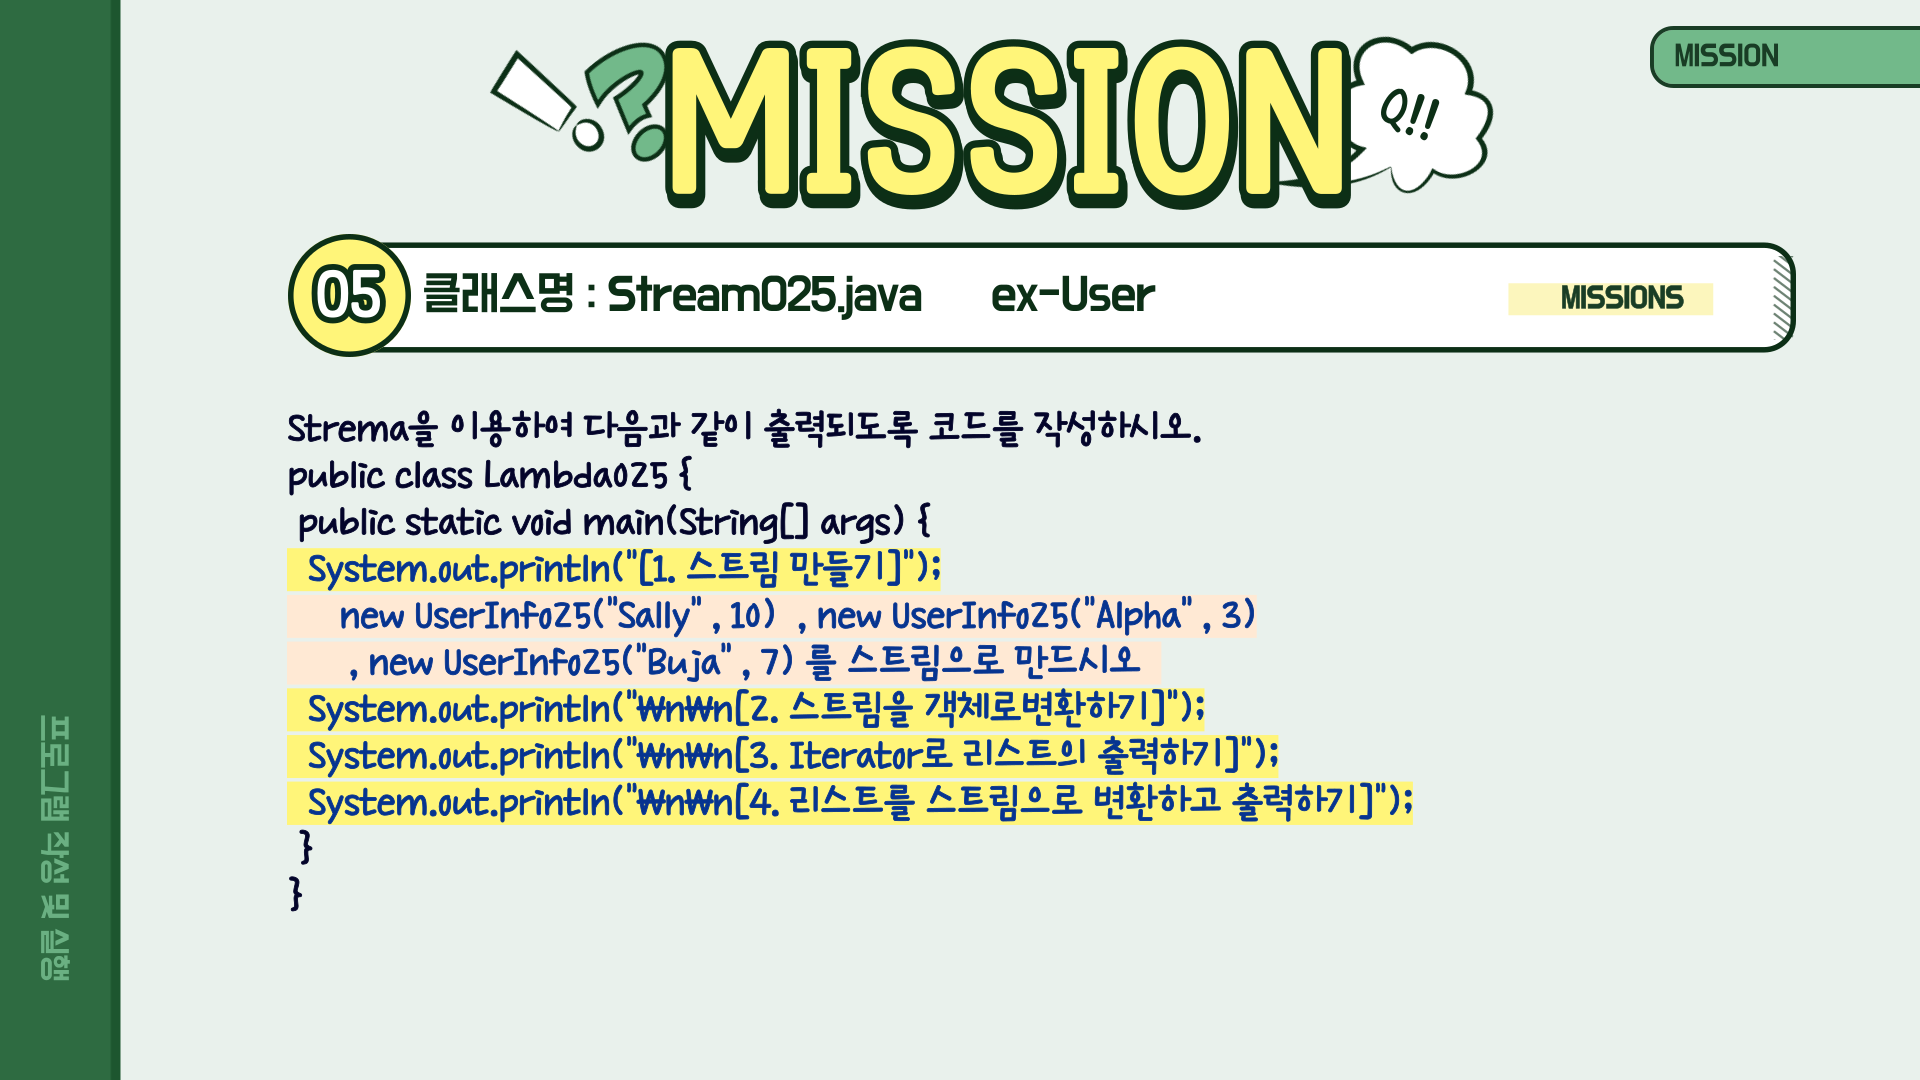 !?
MISSION
Q!!
MISSION
05
클래스명 : Stream025.java ex-User
MISSIONS
Strema을 이용하여 다음과 같이 출력되도록 코드를 작성하시오.
public class Lambda025 {
public static void main(String[] args) {
System.out.println("[1. 스트림 만들기]");
new UserInfo25("Sally" , 10) , new UserInfo25("Alpha" , 3)
, new UserInfo25("Buja" , 7) 를 스트림으로 만드시오
System.out.println("₩n₩n[2. 스트림을 객체로변환하기]");
System.out.println("₩n₩n[3. Iterator로 리스트의 출력하기]");
System.out.println("₩n₩n[4. 리스트를 스트림으로 변환하고 출력하기]");
}
}
프로그램 작성 및 실행